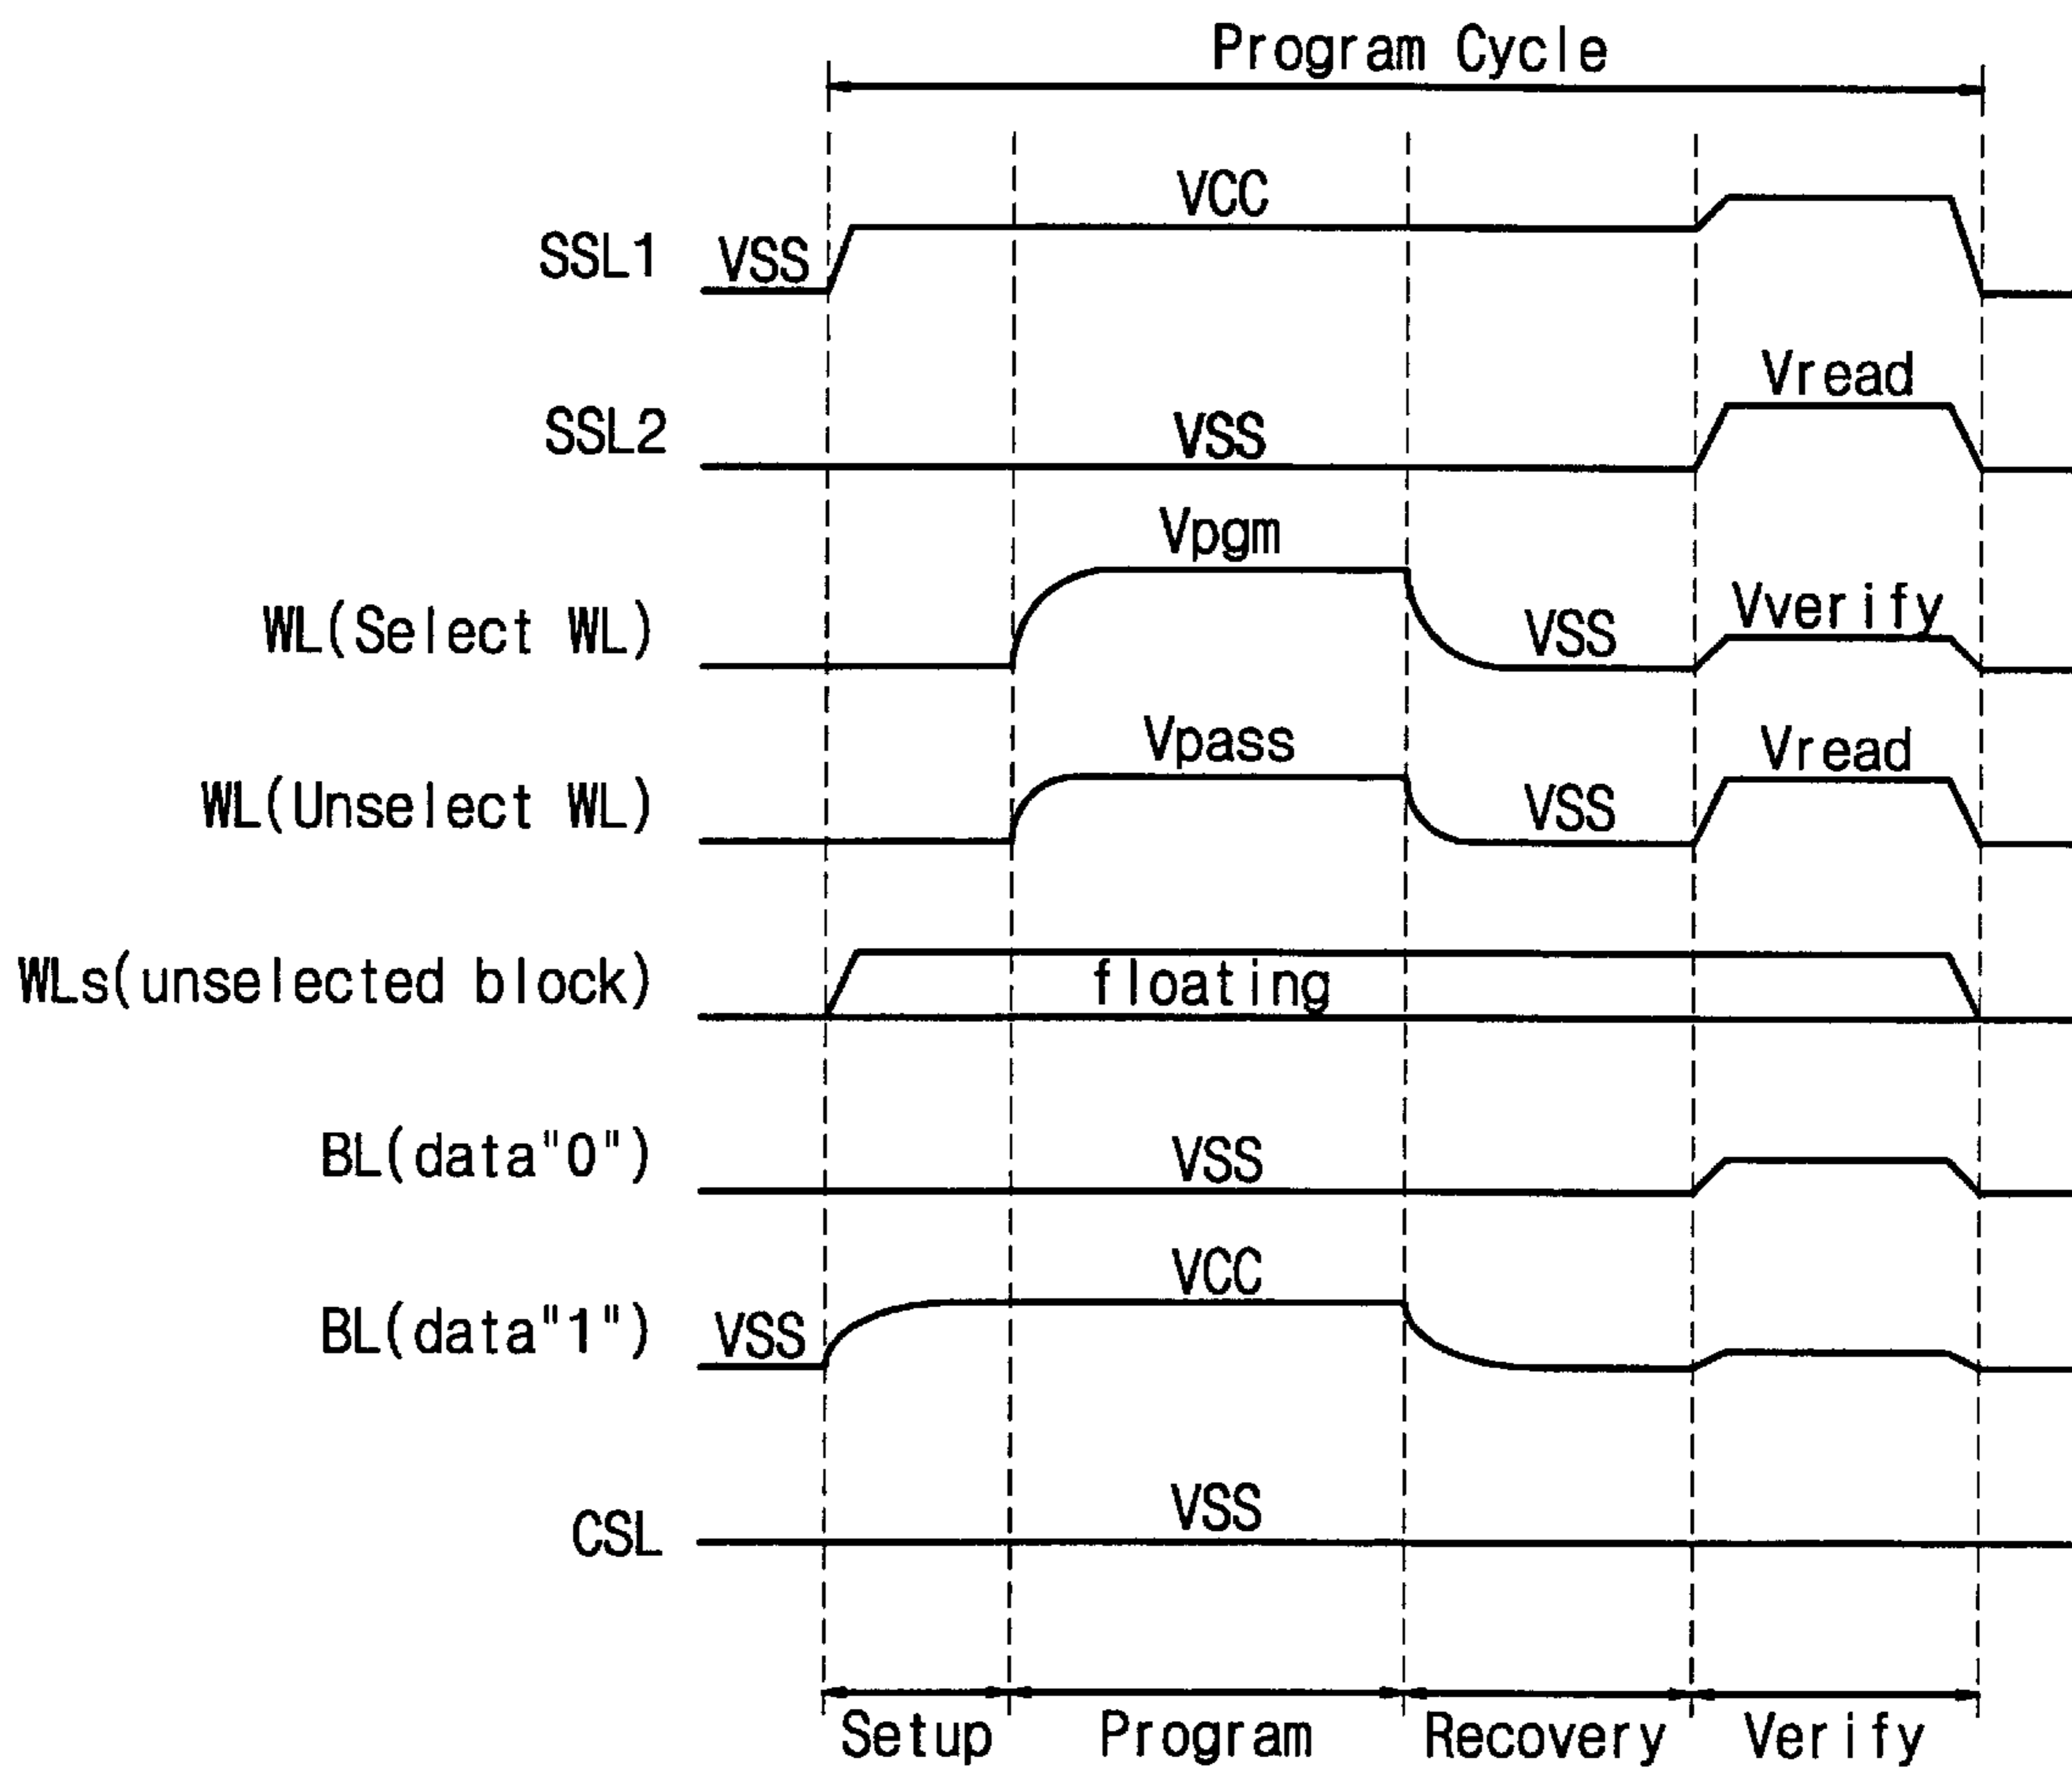 Program Cycle
VCC
SSL1 VSS
Vread
SSL2 VSS
Vpgm
WL(Select WL) VSS Vverify
Vpass Vread
WL(Unselect WL) VSS
WLs(unselected block) floating
BL(data"0") VSS
VCC
BL(data"1") VSS
VSS
CSL
Setup Program Recovery Verify